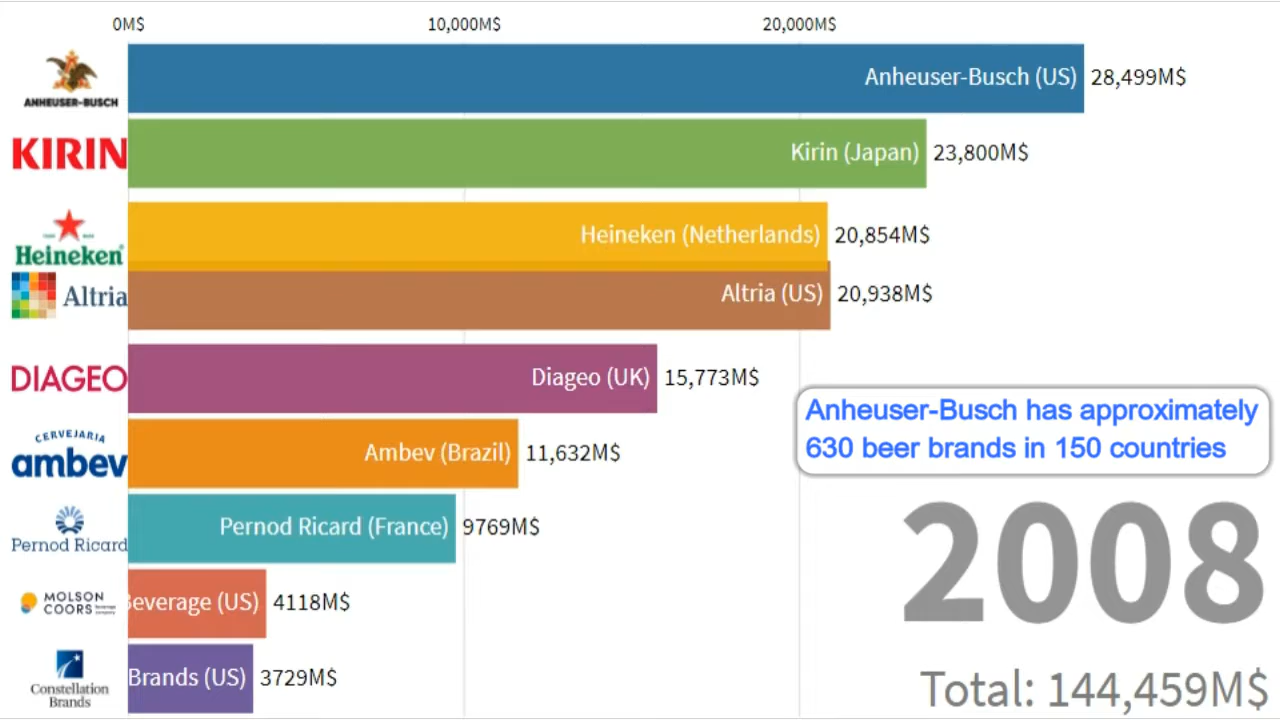 0M$ 10,000M$ 20,000M$
ANHEUSER-BUSCH Anheuser-Busch (US) 28,499M$
KIRIN Kirin (Japan) 23,800M$
Heineken Heineken (Netherlands) 20,854M$
Altria Altria (US) 20,938M$
DIAGEO Diageo (UK) 15,773M$
Anheuser-Busch has approximately
630 beer brands in 150 countries
CERVEJARIA
ambev Ambev (Brazil) 11,632M$
Pernod Ricard Pernod Ricard (France) 9769M$
2008
MOLSON
COORS Beverage (US) 4118M$
Constellation
Brands Brands (US) 3729M$
Total: 144,459M$